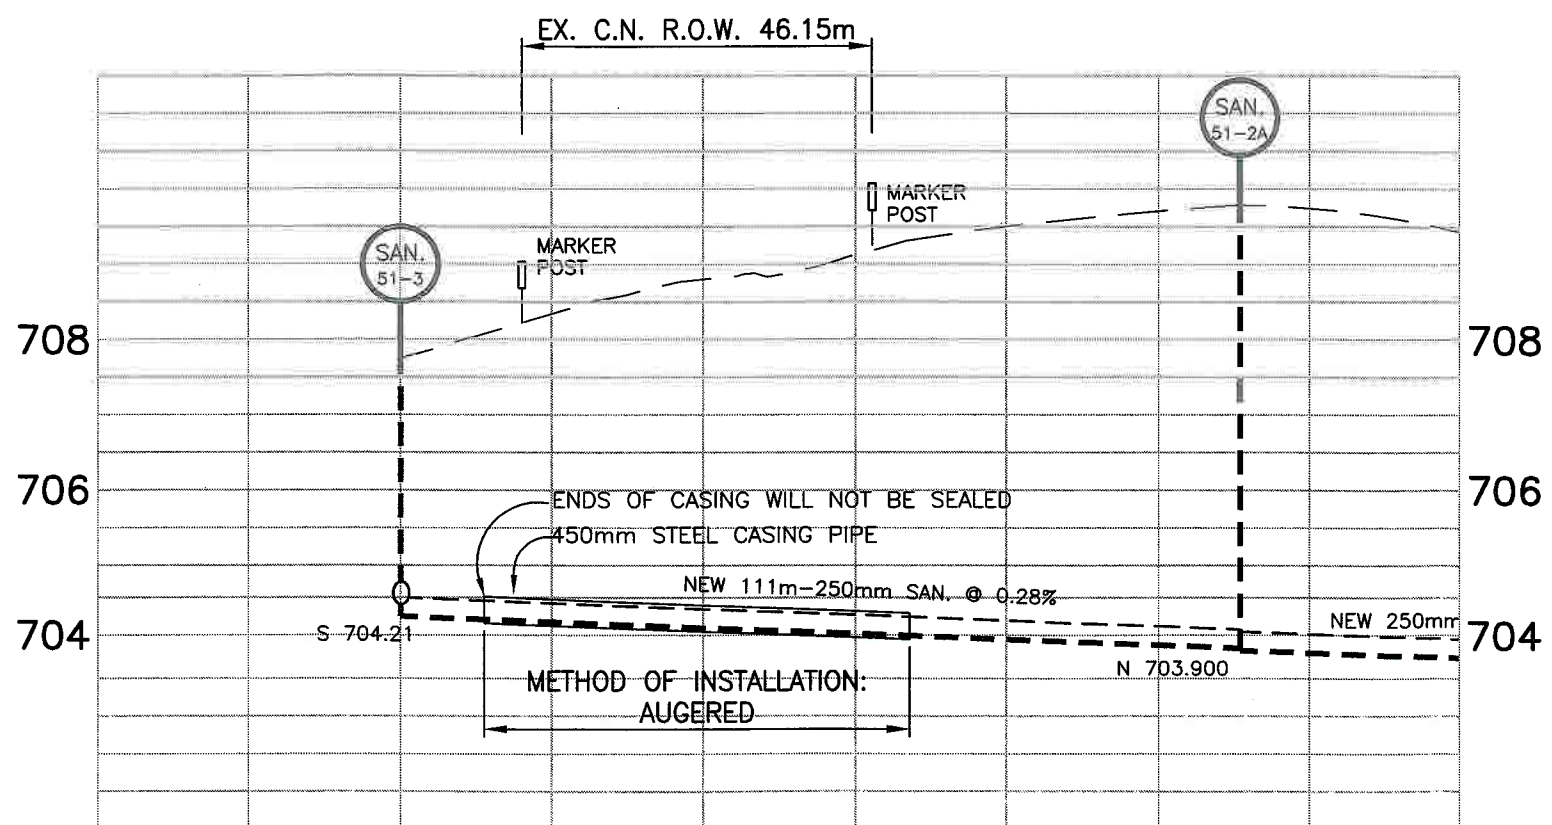 EX. C.N. R.O.W. 46.15m
SAN.
51-2A
MARKER
POST
SAN.
51-3
MARKER
POST
708
708
706
706
ENDS OF CASING WILL NOT BE SEALED
450mm STEEL CASING PIPE
NEW 111m-250mm SAN. @ 0.28%
S 704.21
NEW 250mm
704
704
N 703.900
METHOD OF INSTALLATION:
AUGERED